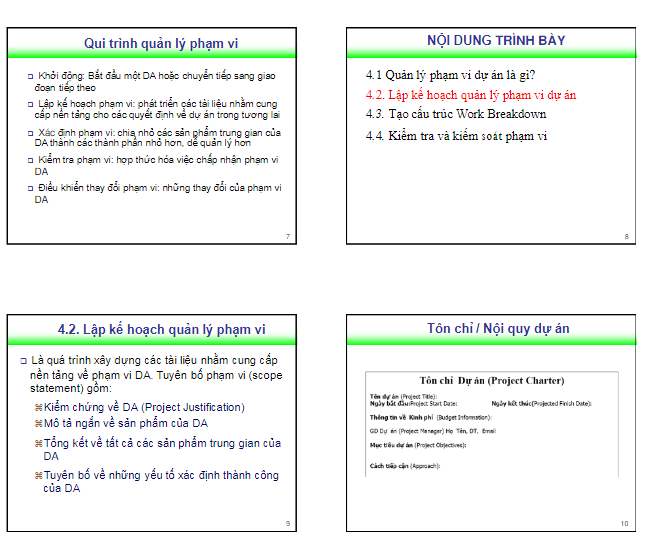 Qui trình quản lý phạm vi
Khởi động: Bắt đầu một DA hoặc chuyển tiếp sang giao
đoạn tiếp theo
Lập kế hoạch phạm vi: phát triển các tài liệu nhằm cung
cấp nền tảng cho các quyết định về dự án trong tương lai
Xác định phạm vi: chia nhỏ các sản phẩm trung gian của
DA thành các thành phần nhỏ hơn, dễ quản lý hơn
Kiểm tra phạm vi: hợp thức hóa việc chấp nhận phạm vi
DA
Điều khiển thay đổi phạm vi: những thay đổi của phạm vi
DA
7
NỘI DUNG TRÌNH BÀY
4.1 Quản lý phạm vi dự án là gì?
4.2. Lập kế hoạch quản lý phạm vi dự án
4.3. Tạo cấu trúc Work Breakdown
4.4. Kiểm tra và kiểm soát phạm vi
8
4.2. Lập kế hoạch quản lý phạm vi
Là quá trình xây dựng các tài liệu nhằm cung cấp
nền tảng về phạm vi DA. Tuyên bố phạm vi (scope
statement) gồm:
Kiểm chứng về DA (Project Justification)
Mô tả ngắn về sản phẩm của DA
Tổng kết về tất cả các sản phẩm trung gian của
DA
Tuyên bố về những yếu tố xác định thành công
của DA
9
Tôn chỉ / Nội quy dự án
Tôn chỉ Dự án (Project Charter)
Tên dự án (Project Title):
Ngày bắt đầu Project Start Date: Ngày kết thúc(Projected Finish Date):
Thông tin về Kinh phí (Budget Information):
GD Dự án (Project Manager) Họ Tên, DT, Email
Mục tiêu dự án (Project Objectives):
Cách tiếp cận (Approach):
10